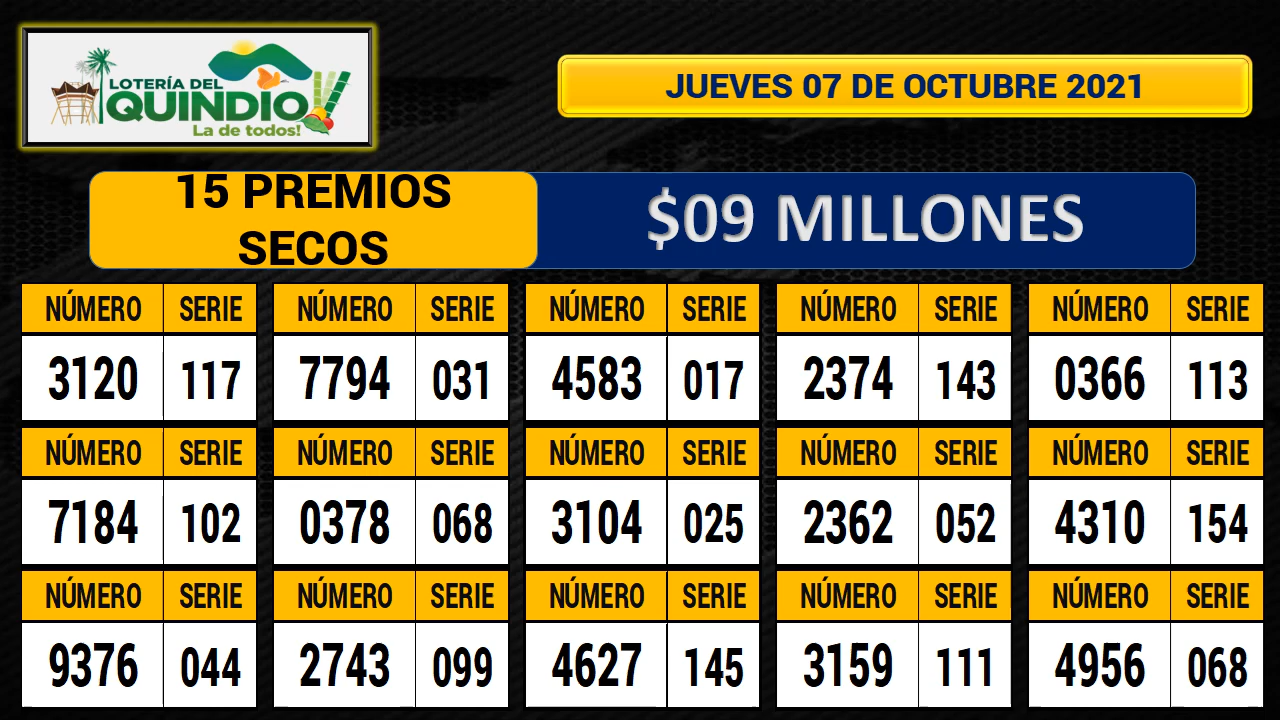 LOTERÍA DEL
QUINDIO
La de todos!
JUEVES 07 DE OCTUBRE 2021
15 PREMIOS
SECOS
$09 MILLONES
NÚMERO SERIE NÚMERO SERIE NÚMERO SERIE NÚMERO SERIE NÚMERO SERIE
3120 117 7794 031 4583 017 2374 143 0366 113
NÚMERO SERIE NÚMERO SERIE NÚMERO SERIE NÚMERO SERIE NÚMERO SERIE
7184 102 0378 068 3104 025 2362 052 4310 154
NÚMERO SERIE NÚMERO SERIE NÚMERO SERIE NÚMERO SERIE NÚMERO SERIE
9376 044 2743 099 4627 145 3159 111 4956 068